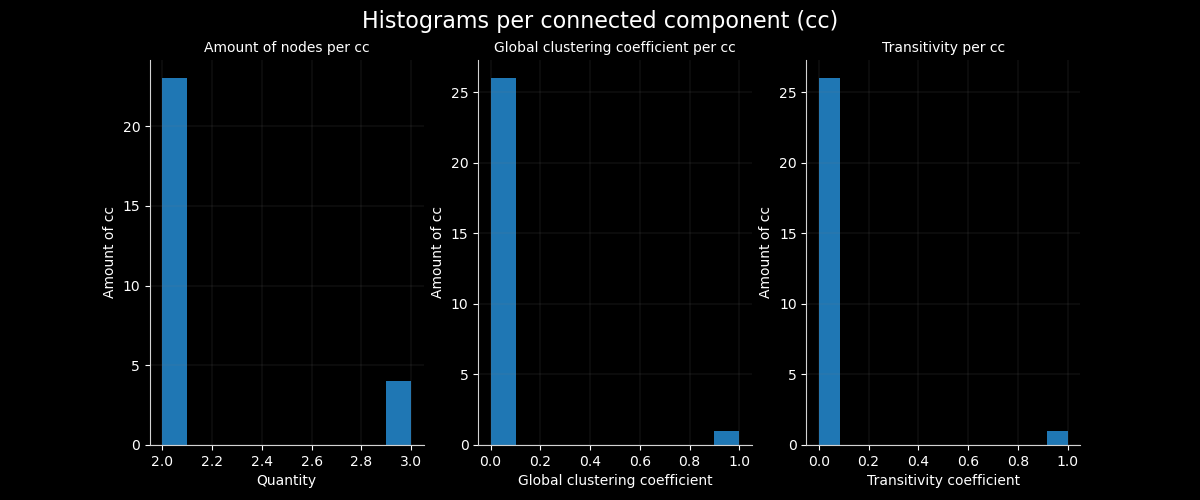 Histograms per connected component (cc)
Amount of nodes per cc
Global clustering coefficient per cc
Transitivity per cc
Amount of cc
20
15
10
5
0
2.0 2.2 2.4 2.6 2.8 3.0
Quantity
Amount of cc
25
20
15
10
5
0
0.0 0.2 0.4 0.6 0.8 1.0
Global clustering coefficient
Amount of cc
25
20
15
10
5
0
0.0 0.2 0.4 0.6 0.8 1.0
Transitivity coefficient